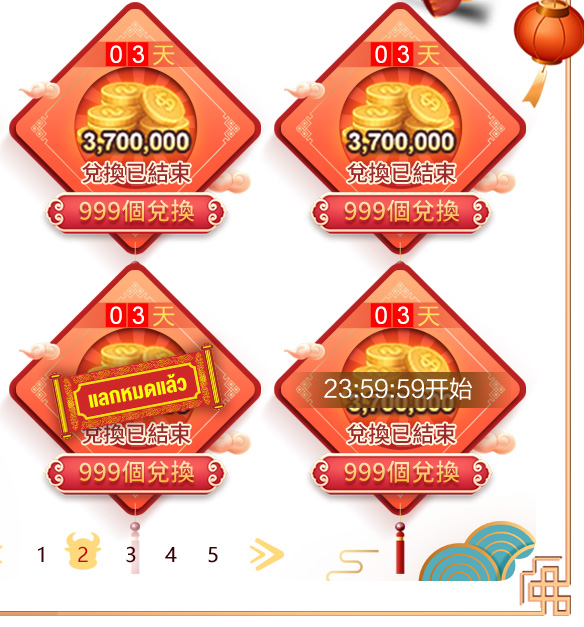 03天
3,700,000
兌換已結束
999個兌換
03天
3,700,000
兌換已結束
999個兌換
03天
แลกหมดแล้ว
兌換已結束
999個兌換
03天
23:59:59开始
3,700,000
兌換已結束
999個兌換
1 2 3 4 5